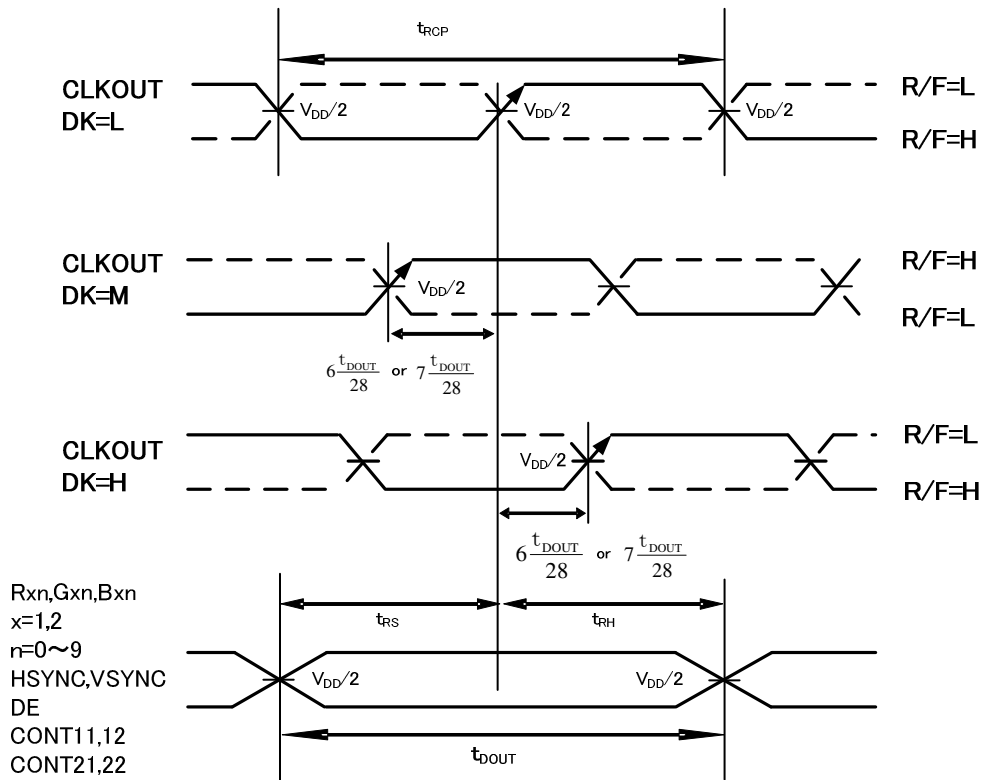 tRCP
CLKOUT
DK=L
VDD/2
VDD/2
VDD/2
R/F=L
R/F=H
CLKOUT
DK=M
VDD/2
R/F=H
R/F=L
6 tDOUT/28 or 7 tDOUT/28
CLKOUT
DK=H
VDD/2
R/F=L
R/F=H
6 tDOUT/28 or 7 tDOUT/28
Rxn,Gxn,Bxn
x=1,2
n=0～9
HSYNC,VSYNC
DE
CONT11,12
CONT21,22
tRS
tRH
VDD/2
VDD/2
tDOUT